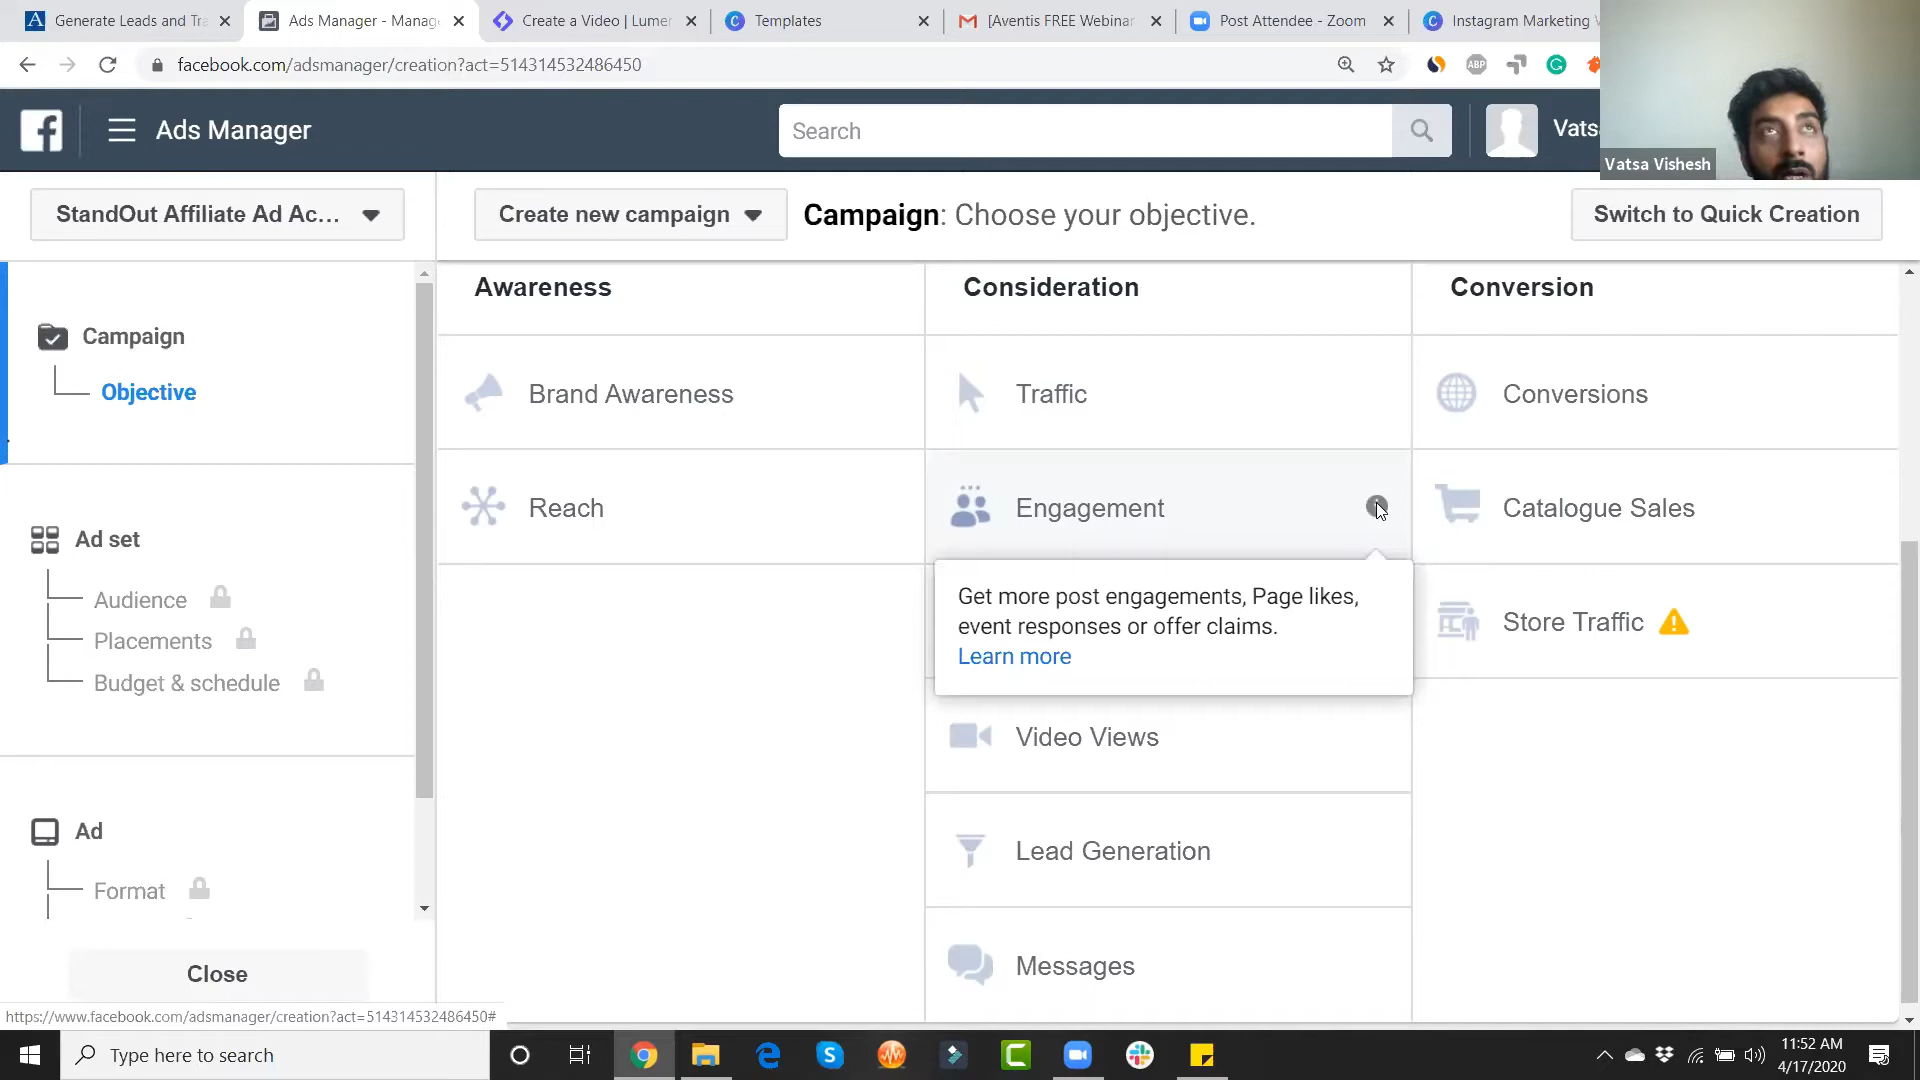 Generate Leads and Tra
Ads Manager - Manag
Create a Video | Lumen
Templates
[Aventis FREE Webinar
Post Attendee - Zoom
Instagram Marketing
facebook.com/adsmanager/creation?act=514314532486450
ABP
Ads Manager
Search
Vats
Vatsa Vishesh
StandOut Affiliate Ad Ac...
Create new campaign
Campaign: Choose your objective.
Switch to Quick Creation
Awareness
Consideration
Conversion
Campaign
Objective
Brand Awareness
Traffic
Conversions
Reach
Engagement
Catalogue Sales
Ad set
Audience
Placements
Budget & schedule
Get more post engagements, Page likes,
event responses or offer claims.
Learn more
Store Traffic
Video Views
Ad
Format
Lead Generation
Messages
Close
https://www.facebook.com/adsmanager/creation?act=514314532486450#
Type here to search
11:52 AM
4/17/2020